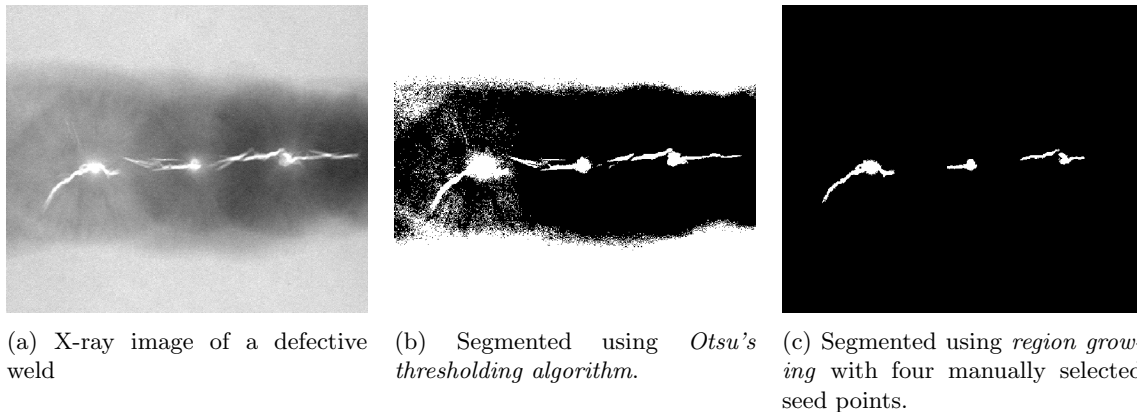 (a) X-ray image of a defective
weld
(b) Segmented using Otsu's
thresholding algorithm.
(c) Segmented using region grow-
ing with four manually selected
seed points.